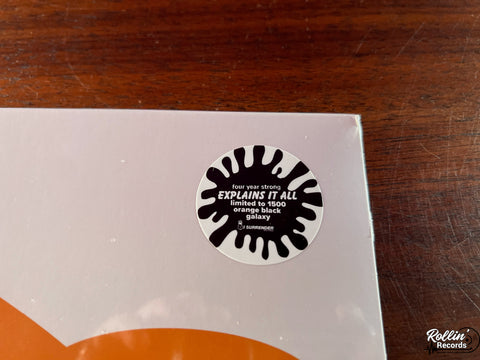 four year strong
EXPLAINS IT ALL
limited to 1500
orange black
galaxy
I SURRENDER
Rollin'
Records